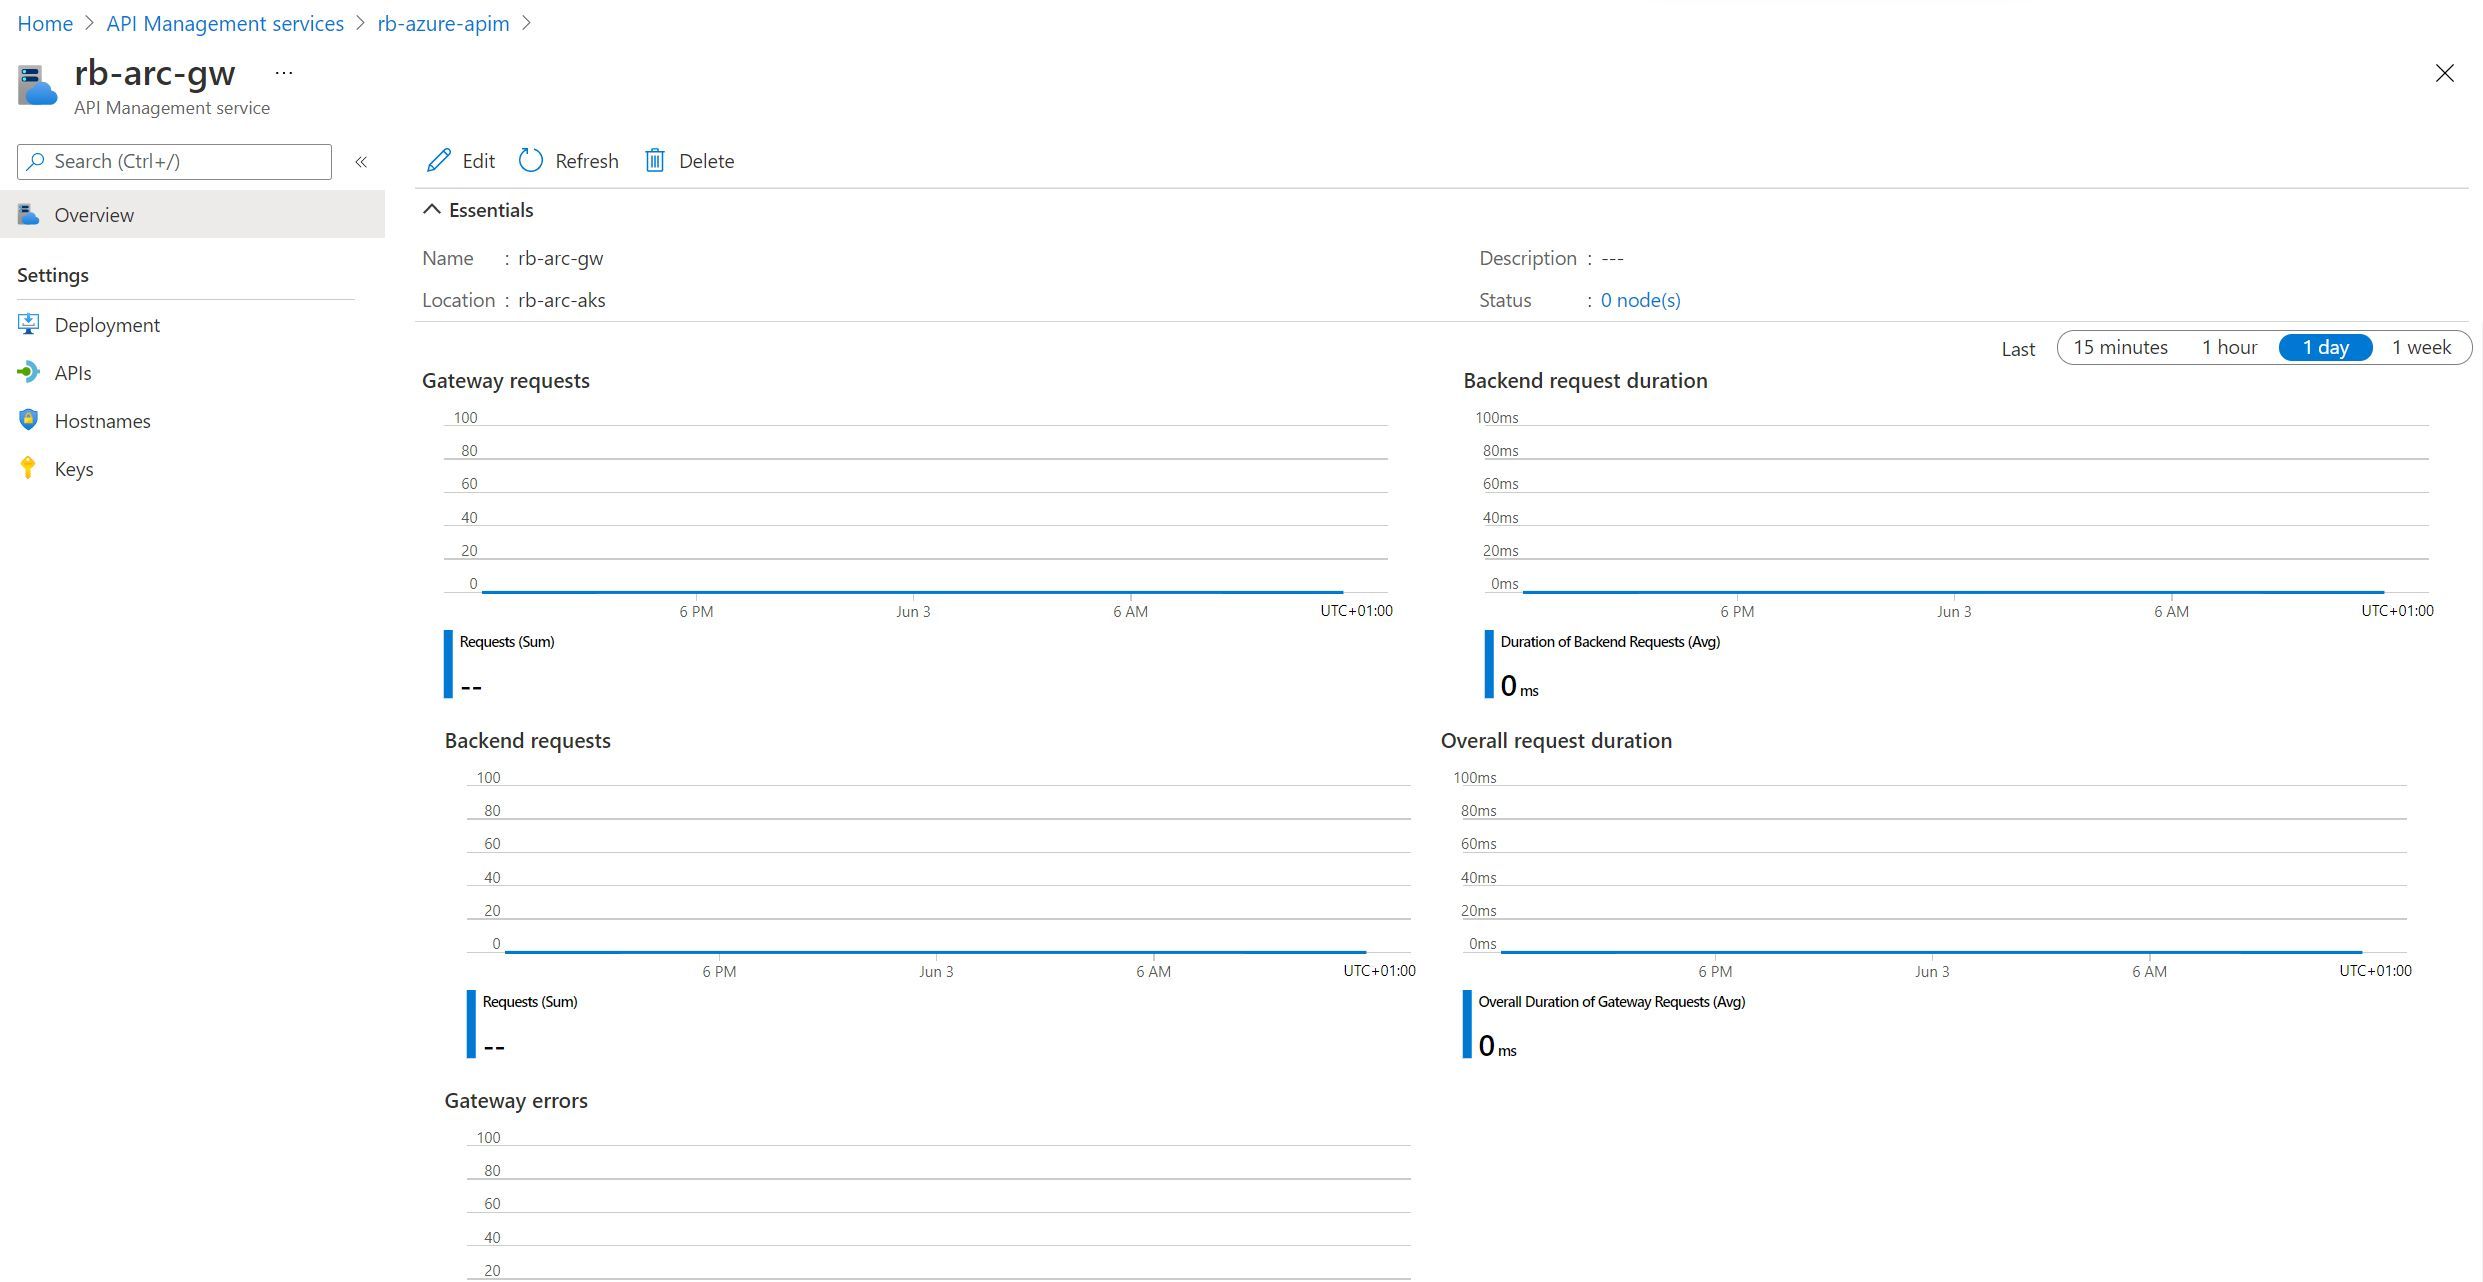 Home > API Management services > rb-azure-apim >
rb-arc-gw ...
API Management service
Search (Ctrl+/) «
Overview
Settings
Deployment
APIs
Hostnames
Keys
Edit Refresh Delete
Essentials
Name : rb-arc-gw
Location : rb-arc-aks
Description : ---
Status : 0 node(s)
Last 15 minutes 1 hour 1 day 1 week
Gateway requests
100
80
60
40
20
0
6 PM Jun 3 6 AM UTC+01:00
Requests (Sum)
--
Backend request duration
100ms
80ms
60ms
40ms
20ms
0ms
6 PM Jun 3 6 AM UTC+01:00
Duration of Backend Requests (Avg)
0 ms
Backend requests
100
80
60
40
20
0
6 PM Jun 3 6 AM UTC+01:00
Requests (Sum)
--
Overall request duration
100ms
80ms
60ms
40ms
20ms
0ms
6 PM Jun 3 6 AM UTC+01:00
Overall Duration of Gateway Requests (Avg)
0 ms
Gateway errors
100
80
60
40
20